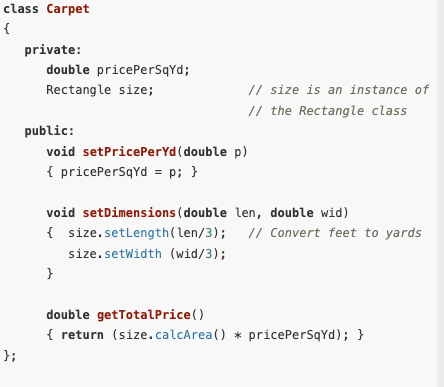 class Carpet
{
   private:
      double pricePerSqYd;
      Rectangle size;             // size is an instance of
                                  // the Rectangle class
   public:
      void setPricePerYd(double p)
      { pricePerSqYd = p; }

      void setDimensions(double len, double wid)
      {  size.setLength(len/3);   // Convert feet to yards
         size.setWidth (wid/3);
      }

      double getTotalPrice()
      { return (size.calcArea() * pricePerSqYd); }
};